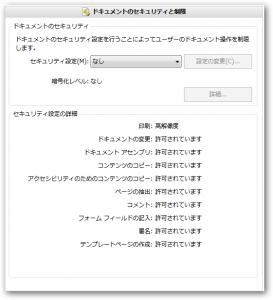 ドキュメントのセキュリティと制限
ドキュメントのセキュリティ
ドキュメントのセキュリティ設定を行うことによってユーザーのドキュメント操作を制限
します。
セキュリティ設定(M): なし 設定の変更(C)...
暗号化レベル: なし
詳細...
セキュリティ設定の詳細
印刷: 高解像度
ドキュメントの変更: 許可されています
ドキュメント アセンブリ: 許可されています
コンテンツのコピー: 許可されています
アクセシビリティのためのコンテンツのコピー: 許可されています
ページの抽出: 許可されています
コメント: 許可されています
フォーム フィールドの記入: 許可されています
署名: 許可されています
テンプレートページの作成: 許可されています